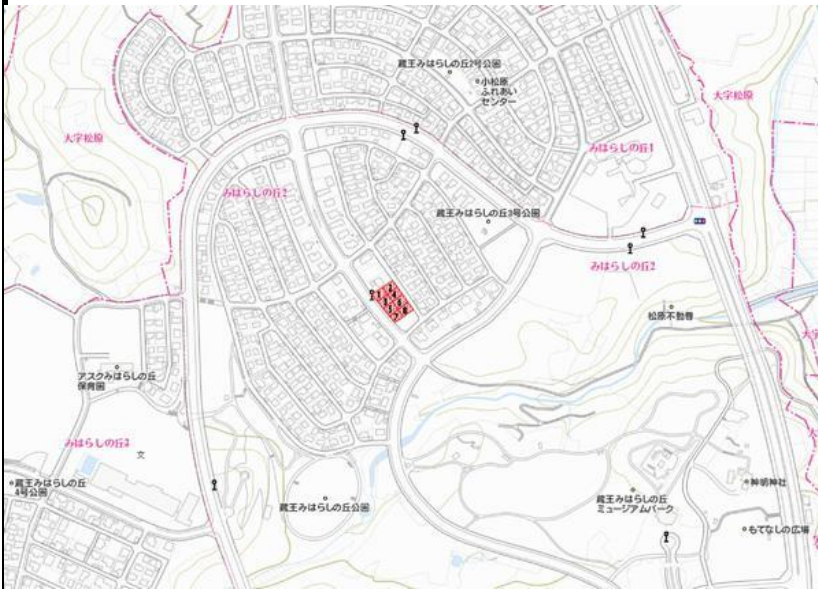 蔵王みはらしの丘2号公園
小松原
ふれあい
センター
大字松原
大字松原
みはらしの丘1
みはらしの丘2
蔵王みはらしの丘3号公園
みはらしの丘2
松原不動尊
アスクみはらしの丘
保育園
みはらしの丘3
文
蔵王みはらしの丘
4号公園
蔵王みはらしの丘公園
蔵王みはらしの丘
ミュージアムパーク
神明神社
もてなしの広場